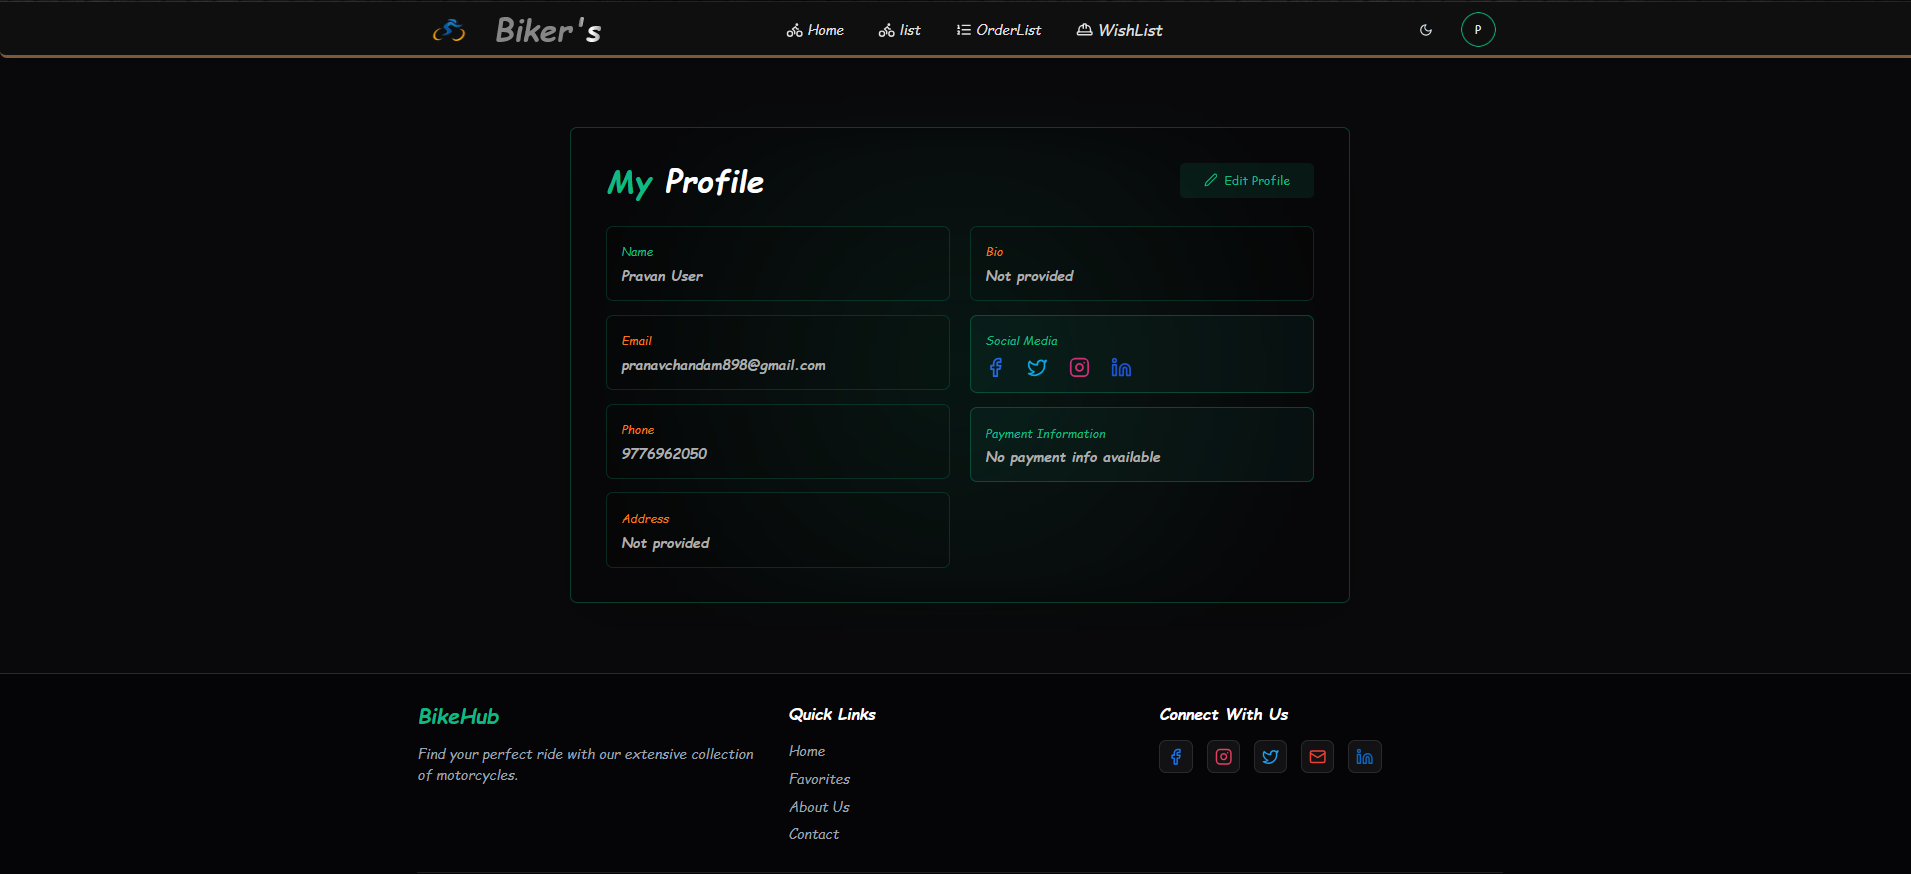 Biker's
Home
list
OrderList
WishList
P
My Profile
Edit Profile
Name
Pravan User
Bio
Not provided
Email
pranavchandam898@gmail.com
Social Media
Phone
9776962050
Payment Information
No payment info available
Address
Not provided
BikeHub
Find your perfect ride with our extensive collection
of motorcycles.
Quick Links
Home
Favorites
About Us
Contact
Connect With Us